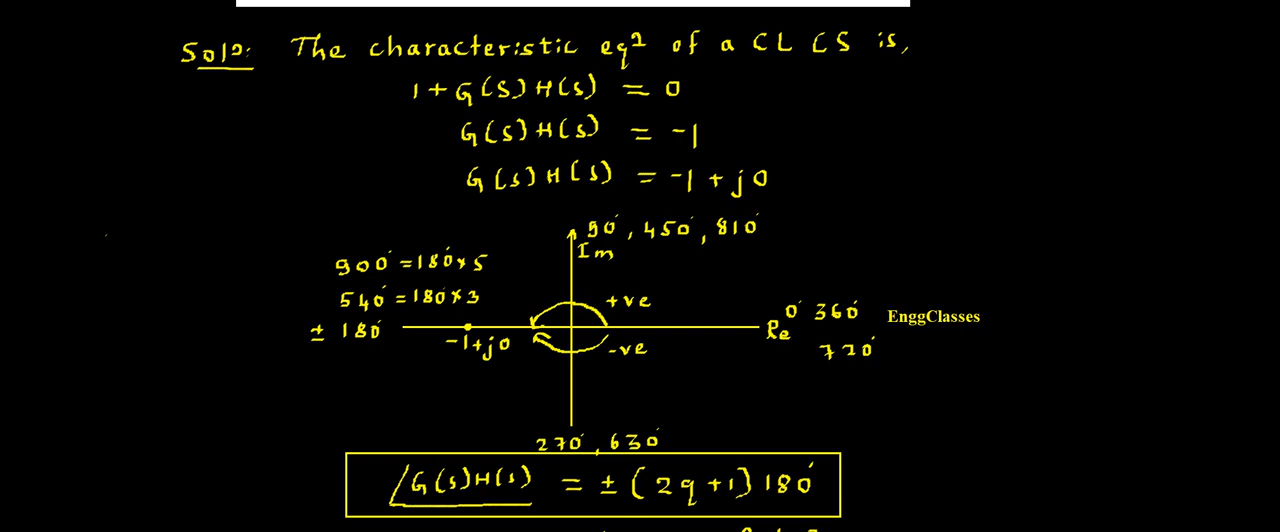 Soln: The characteristic eqn of a CLCS is,
1 + G(s)H(s) = 0
G(s)H(s) = -1
G(s)H(s) = -1 + j0
90°, 450°, 810°
Im
900° = 180° × 5
540° = 180° × 3
± 180°
+ve
-1+j0
-ve
Re
0° 360°
720°
EnggClasses
270°, 630°
∠G(s)H(s) = ± (2q + 1) 180°